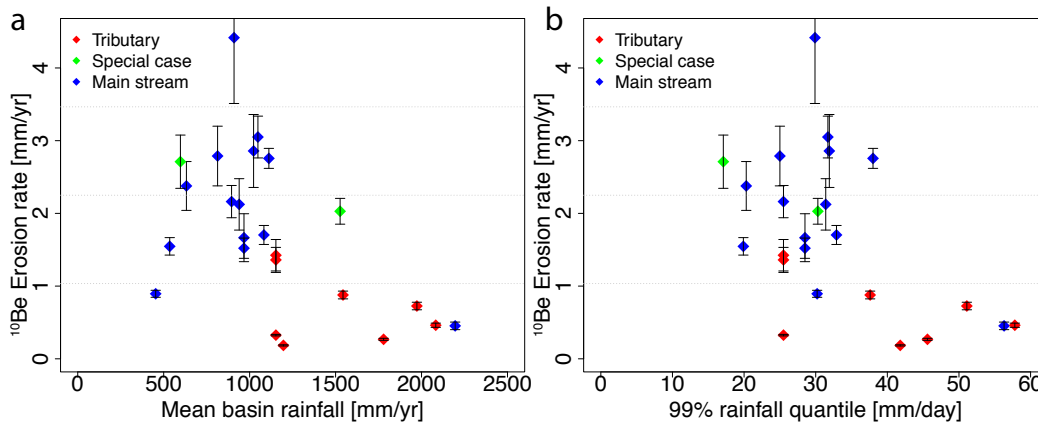 a
Tributary
Special case
Main stream
10Be Erosion rate [mm/yr]
0 1 2 3 4
0 500 1000 1500 2000 2500
Mean basin rainfall [mm/yr]
b
Tributary
Special case
Main stream
10Be Erosion rate [mm/yr]
0 1 2 3 4
0 10 20 30 40 50 60
99% rainfall quantile [mm/day]